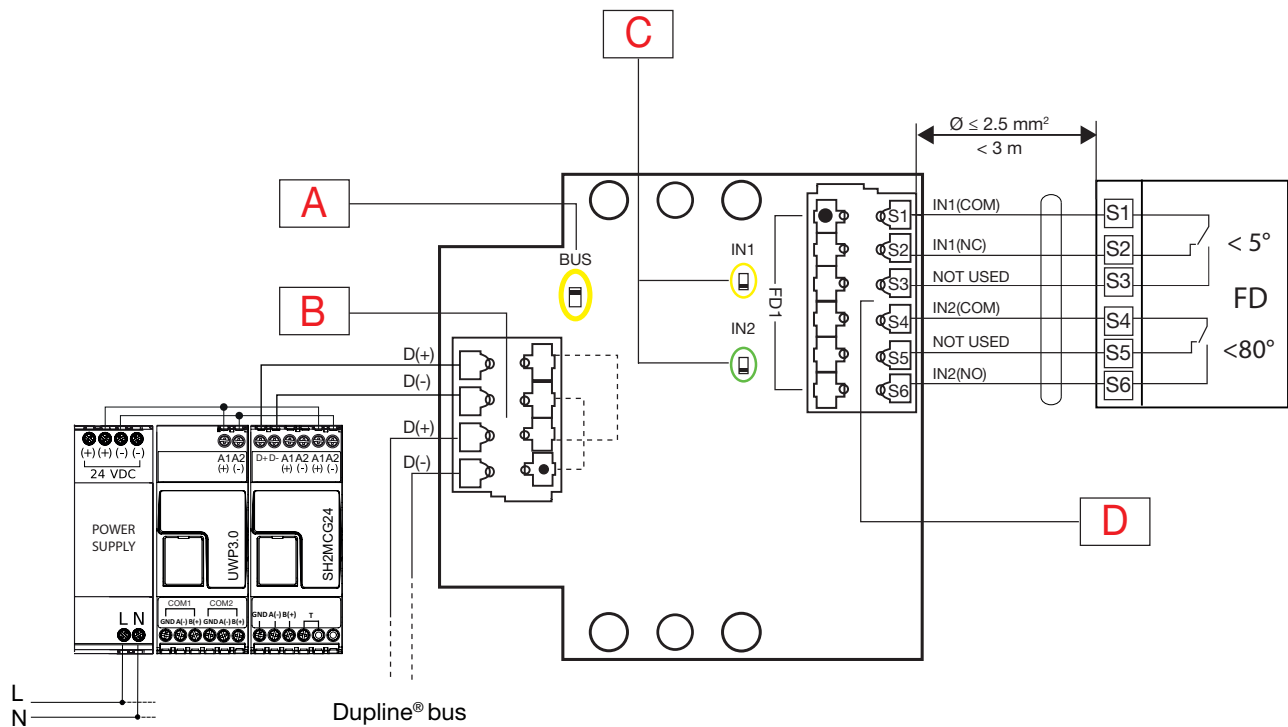 C
Ø ≤ 2.5 mm²
< 3 m
A
BUS
B
IN1
IN2
FD1
S1
S2
S3
S4
S5
S6
IN1(COM)
IN1(NC)
NOT USED
IN2(COM)
NOT USED
IN2(NO)
S1
S2
S3
S4
S5
S6
< 5°
FD
<80°
D
D(+)
D(-)
D(+)
D(-)
(+) (+) (-) (-)
24 VDC
POWER
SUPPLY
L N
A1 A2
(+) (-)
UWP3.0
COM1 COM2
GND A(-) B(+) GND A(-) B(+)
D+ D- A1 A2 A1 A2
(+) (-) (+) (-)
SH2MCG24
GND A(-) B(+) T
L
N
Dupline® bus